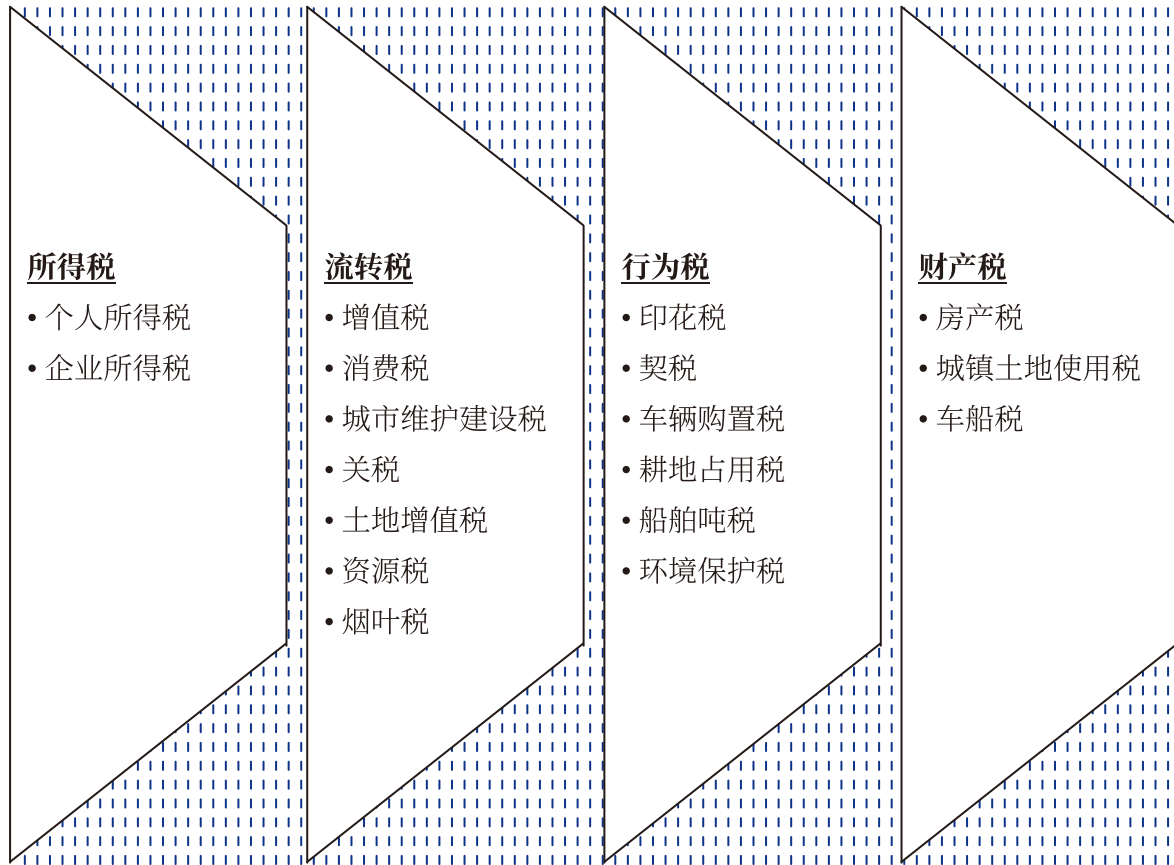 所得税
• 个人所得税
• 企业所得税
流转税
• 增值税
• 消费税
• 城市维护建设税
• 关税
• 土地增值税
• 资源税
• 烟叶税
行为税
• 印花税
• 契税
• 车辆购置税
• 耕地占用税
• 船舶吨税
• 环境保护税
财产税
• 房产税
• 城镇土地使用税
• 车船税